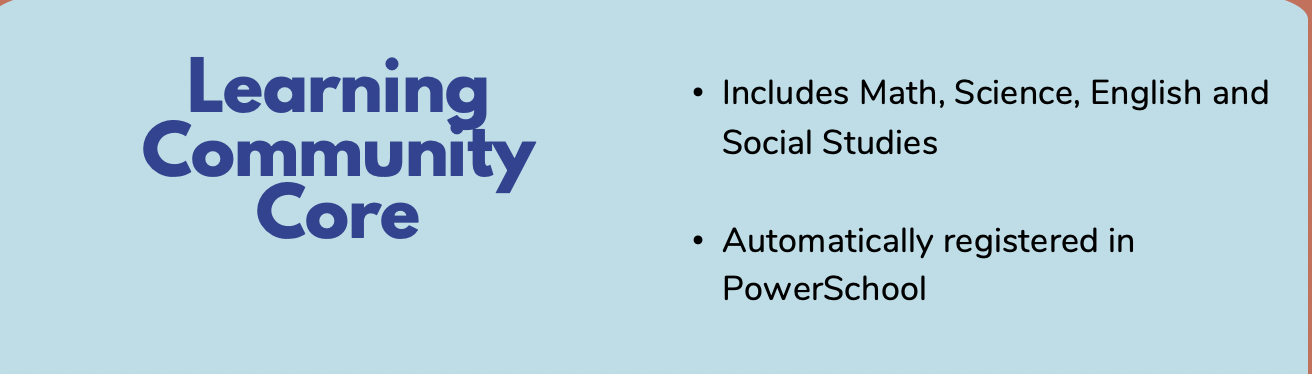 Learning
Community
Core
• Includes Math, Science, English and
Social Studies
• Automatically registered in
PowerSchool